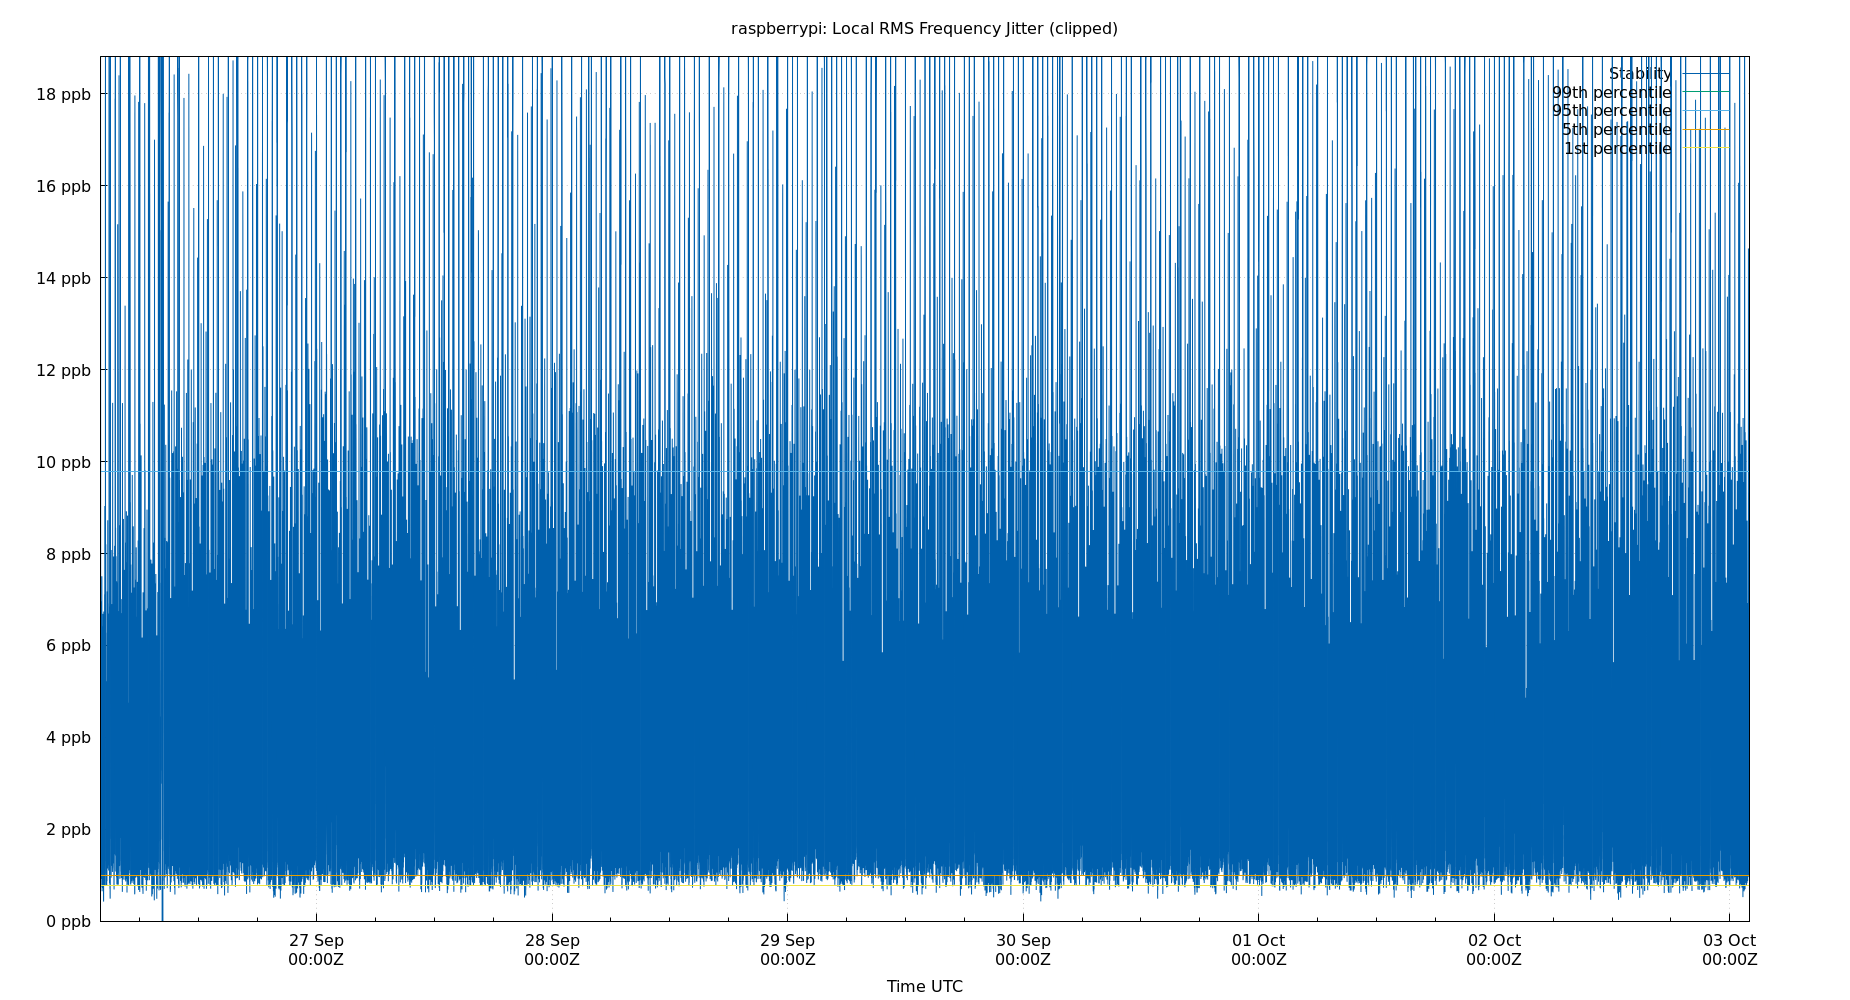 raspberrypi: Local RMS Frequency Jitter (clipped)
Stability
99th percentile
95th percentile
5th percentile
1st percentile
18 ppb
16 ppb
14 ppb
12 ppb
10 ppb
8 ppb
6 ppb
4 ppb
2 ppb
0 ppb
27 Sep 28 Sep 29 Sep 30 Sep 01 Oct 02 Oct 03 Oct
00:00Z 00:00Z 00:00Z 00:00Z 00:00Z 00:00Z 00:00Z
Time UTC